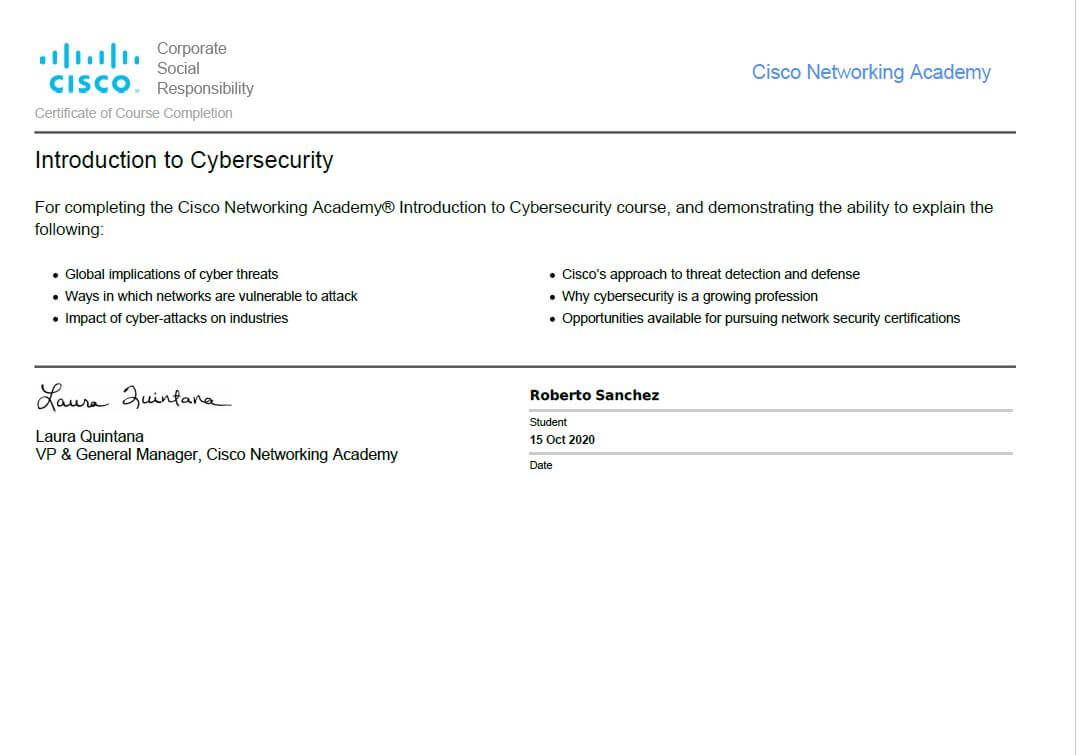 CISCO
Corporate
Social
Responsibility
Cisco Networking Academy
Certificate of Course Completion
Introduction to Cybersecurity
For completing the Cisco Networking Academy® Introduction to Cybersecurity course, and demonstrating the ability to explain the
following:
• Global implications of cyber threats
• Ways in which networks are vulnerable to attack
• Impact of cyber-attacks on industries
• Cisco's approach to threat detection and defense
• Why cybersecurity is a growing profession
• Opportunities available for pursuing network security certifications
Laura Quintana
Laura Quintana
VP & General Manager, Cisco Networking Academy
Roberto Sanchez
Student
15 Oct 2020
Date